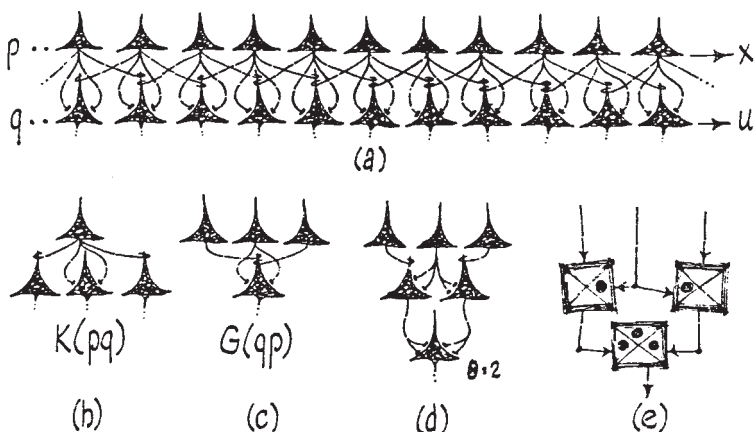 p x
q u
(a)
K(pq) G(qp)
θ=2
(b) (c) (d) (e)